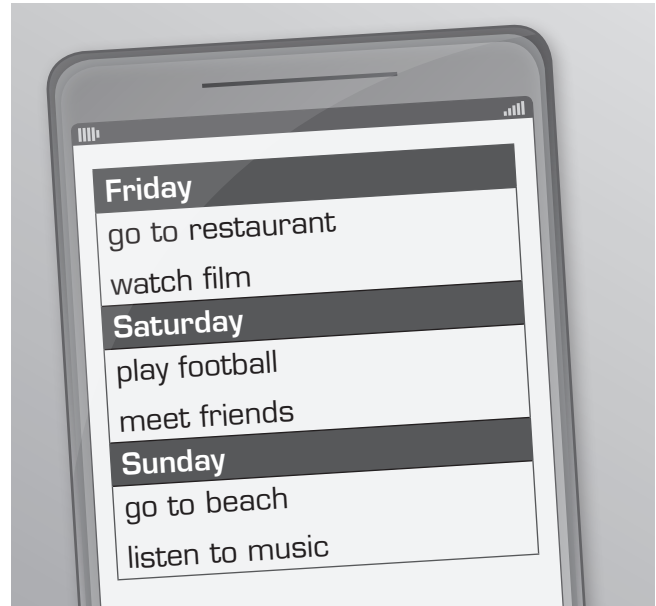 Friday
go to restaurant
watch film
Saturday
play football
meet friends
Sunday
go to beach
listen to music